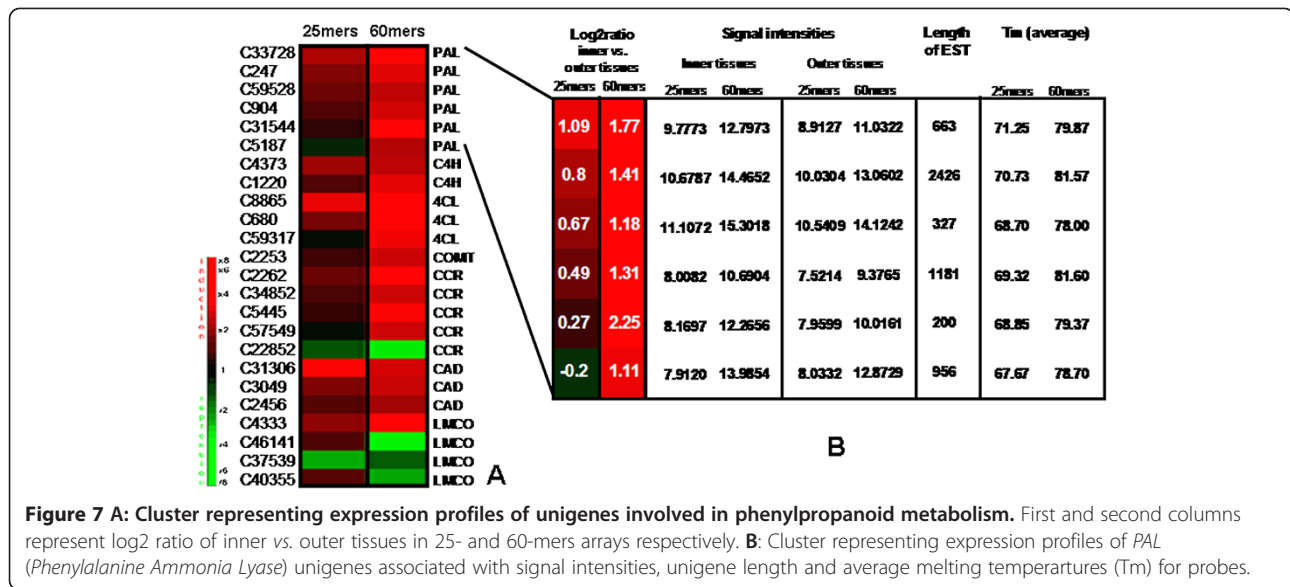 25mers 60mers
C33728 PAL
C247 PAL
C59528 PAL
C904 PAL
C31544 PAL
C5187 PAL
C4373 C4H
C1220 C4H
C8865 4CL
C680 4CL
C59317 4CL
C2253 COMT
C2262 CCR
C34852 CCR
C5445 CCR
C57549 CCR
C22852 CCR
C31306 CAD
C3049 CAD
C2456 CAD
C4333 LMCO
C46141 LMCO
C37539 LMCO
C40355 LMCO
induction
x8
x6
x4
x2
1
/2
/4
/6
/8
repression
A
Log2ratio inner vs. outer tissues
Signal intensities
Length of EST
Tm (average)
Inner tissues Outer tissues
25mers 60mers 25mers 60mers 25mers 60mers 25mers 60mers
1.09 1.77 9.7773 12.7973 8.9127 11.0322 663 71.25 79.87
0.8 1.41 10.6787 14.4652 10.0304 13.0602 2426 70.73 81.57
0.67 1.18 11.1072 15.3018 10.5409 14.1242 327 68.70 78.00
0.49 1.31 8.0082 10.6904 7.5214 9.3765 1181 69.32 81.60
0.27 2.25 8.1697 12.2656 7.9599 10.0161 200 68.85 79.37
-0.2 1.11 7.9120 13.9854 8.0332 12.8729 956 67.67 78.70
B
Figure 7 A: Cluster representing expression profiles of unigenes involved in phenylpropanoid metabolism. First and second columns
represent log2 ratio of inner vs. outer tissues in 25- and 60-mers arrays respectively. B: Cluster representing expression profiles of PAL
(Phenylalanine Ammonia Lyase) unigenes associated with signal intensities, unigene length and average melting temperartures (Tm) for probes.